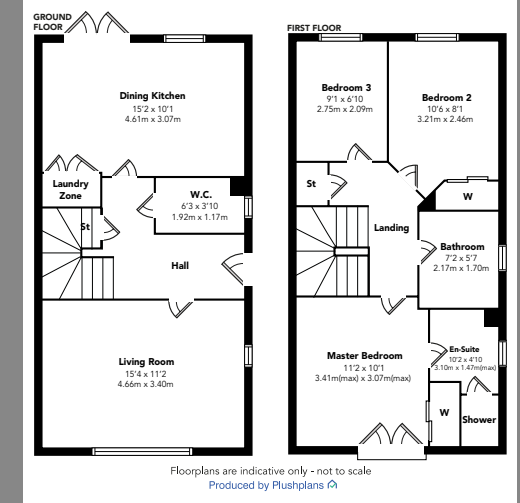 GROUND
FLOOR
Dining Kitchen
15'2 x 10'1
4.61m x 3.07m
Laundry
Zone
W.C.
6'3 x 3'10
1.92m x 1.17m
St
Hall
Living Room
15'4 x 11'2
4.66m x 3.40m
FIRST FLOOR
Bedroom 3
9'1 x 6'10
2.75m x 2.09m
Bedroom 2
10'6 x 8'1
3.21m x 2.46m
St
W
Landing
Bathroom
7'2 x 5'7
2.17m x 1.70m
Master Bedroom
11'2 x 10'1
3.41m(max) x 3.07m(max)
En-Suite
10'2 x 4'10
3.10m x 1.47m(max)
W
Shower
Floorplans are indicative only - not to scale
Produced by Plushplans